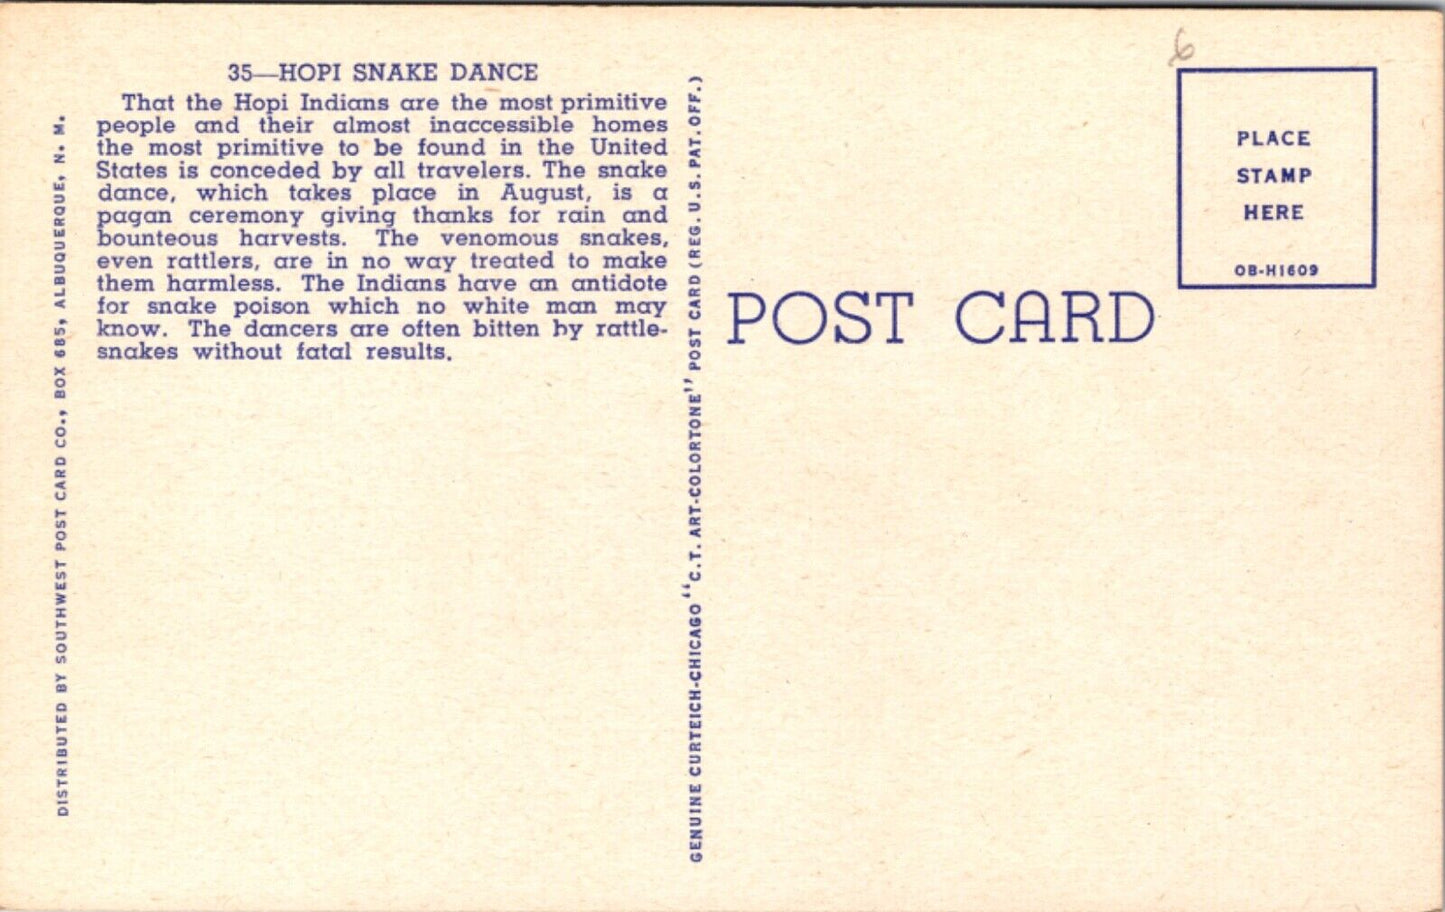 35—HOPI SNAKE DANCE
That the Hopi Indians are the most primitive
people and their almost inaccessible homes
the most primitive to be found in the United
States is conceded by all travelers. The snake
dance, which takes place in August, is a
pagan ceremony giving thanks for rain and
bounteous harvests. The venomous snakes,
even rattlers, are in no way treated to make
them harmless. The Indians have an antidote
for snake poison which no white man may
know. The dancers are often bitten by rattle-
snakes without fatal results.
DISTRIBUTED BY SOUTHWEST POST CARD CO., BOX 685, ALBUQUERQUE, N. M.
GENUINE CURTEICH-CHICAGO "C.T. ART-COLORTONE" POST CARD (REG. U.S. PAT. OFF.)
POST CARD
6
PLACE
STAMP
HERE
OB-H1609